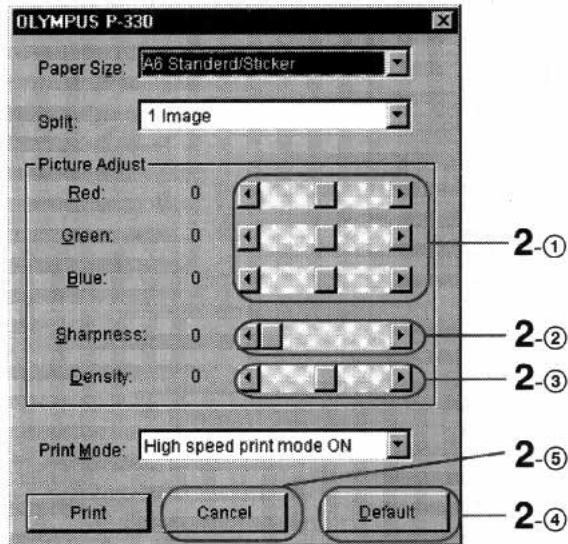 OLYMPUS P-330
Paper Size: A6 Standerd/Sticker
Split: 1 Image
Picture Adjust
Red: 0
Green: 0
Blue: 0
2-①
Sharpness: 0
2-②
Density: 0
2-③
Print Mode: High speed print mode ON
2-⑤
Print Cancel Default
2-④